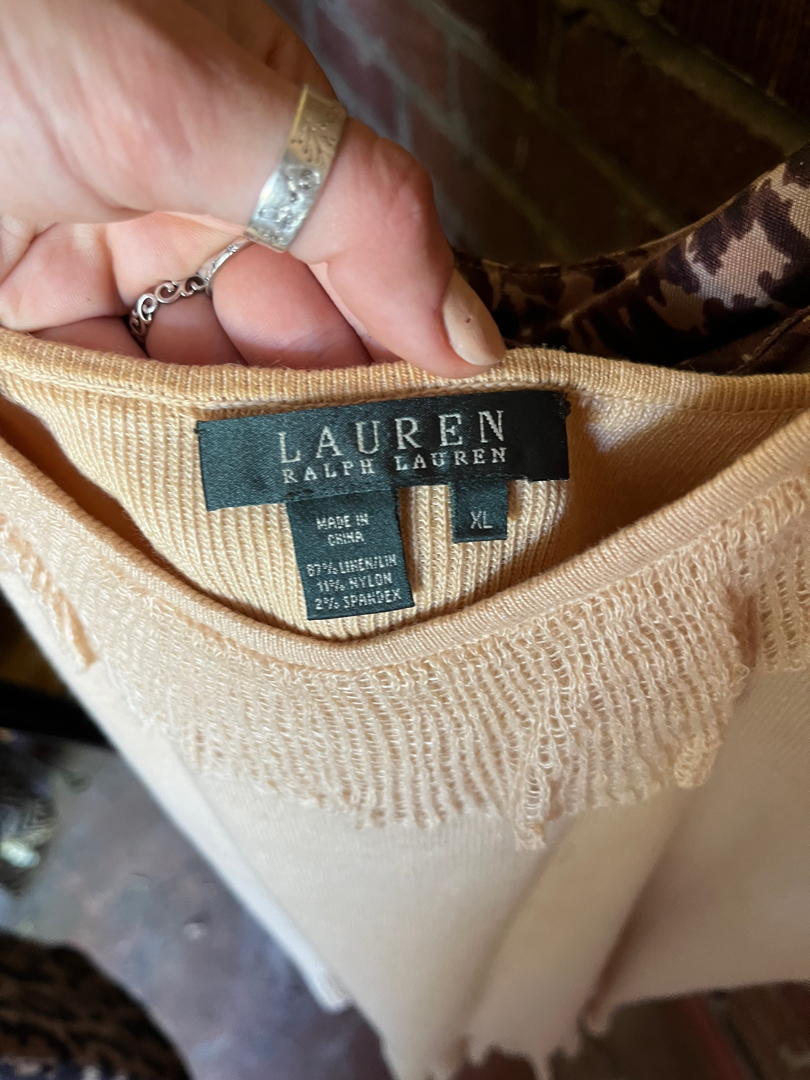 LAUREN
RALPH LAUREN
MADE IN
CHINA
87% LINEN/LIN
11% NYLON
2% SPANDEX
XL